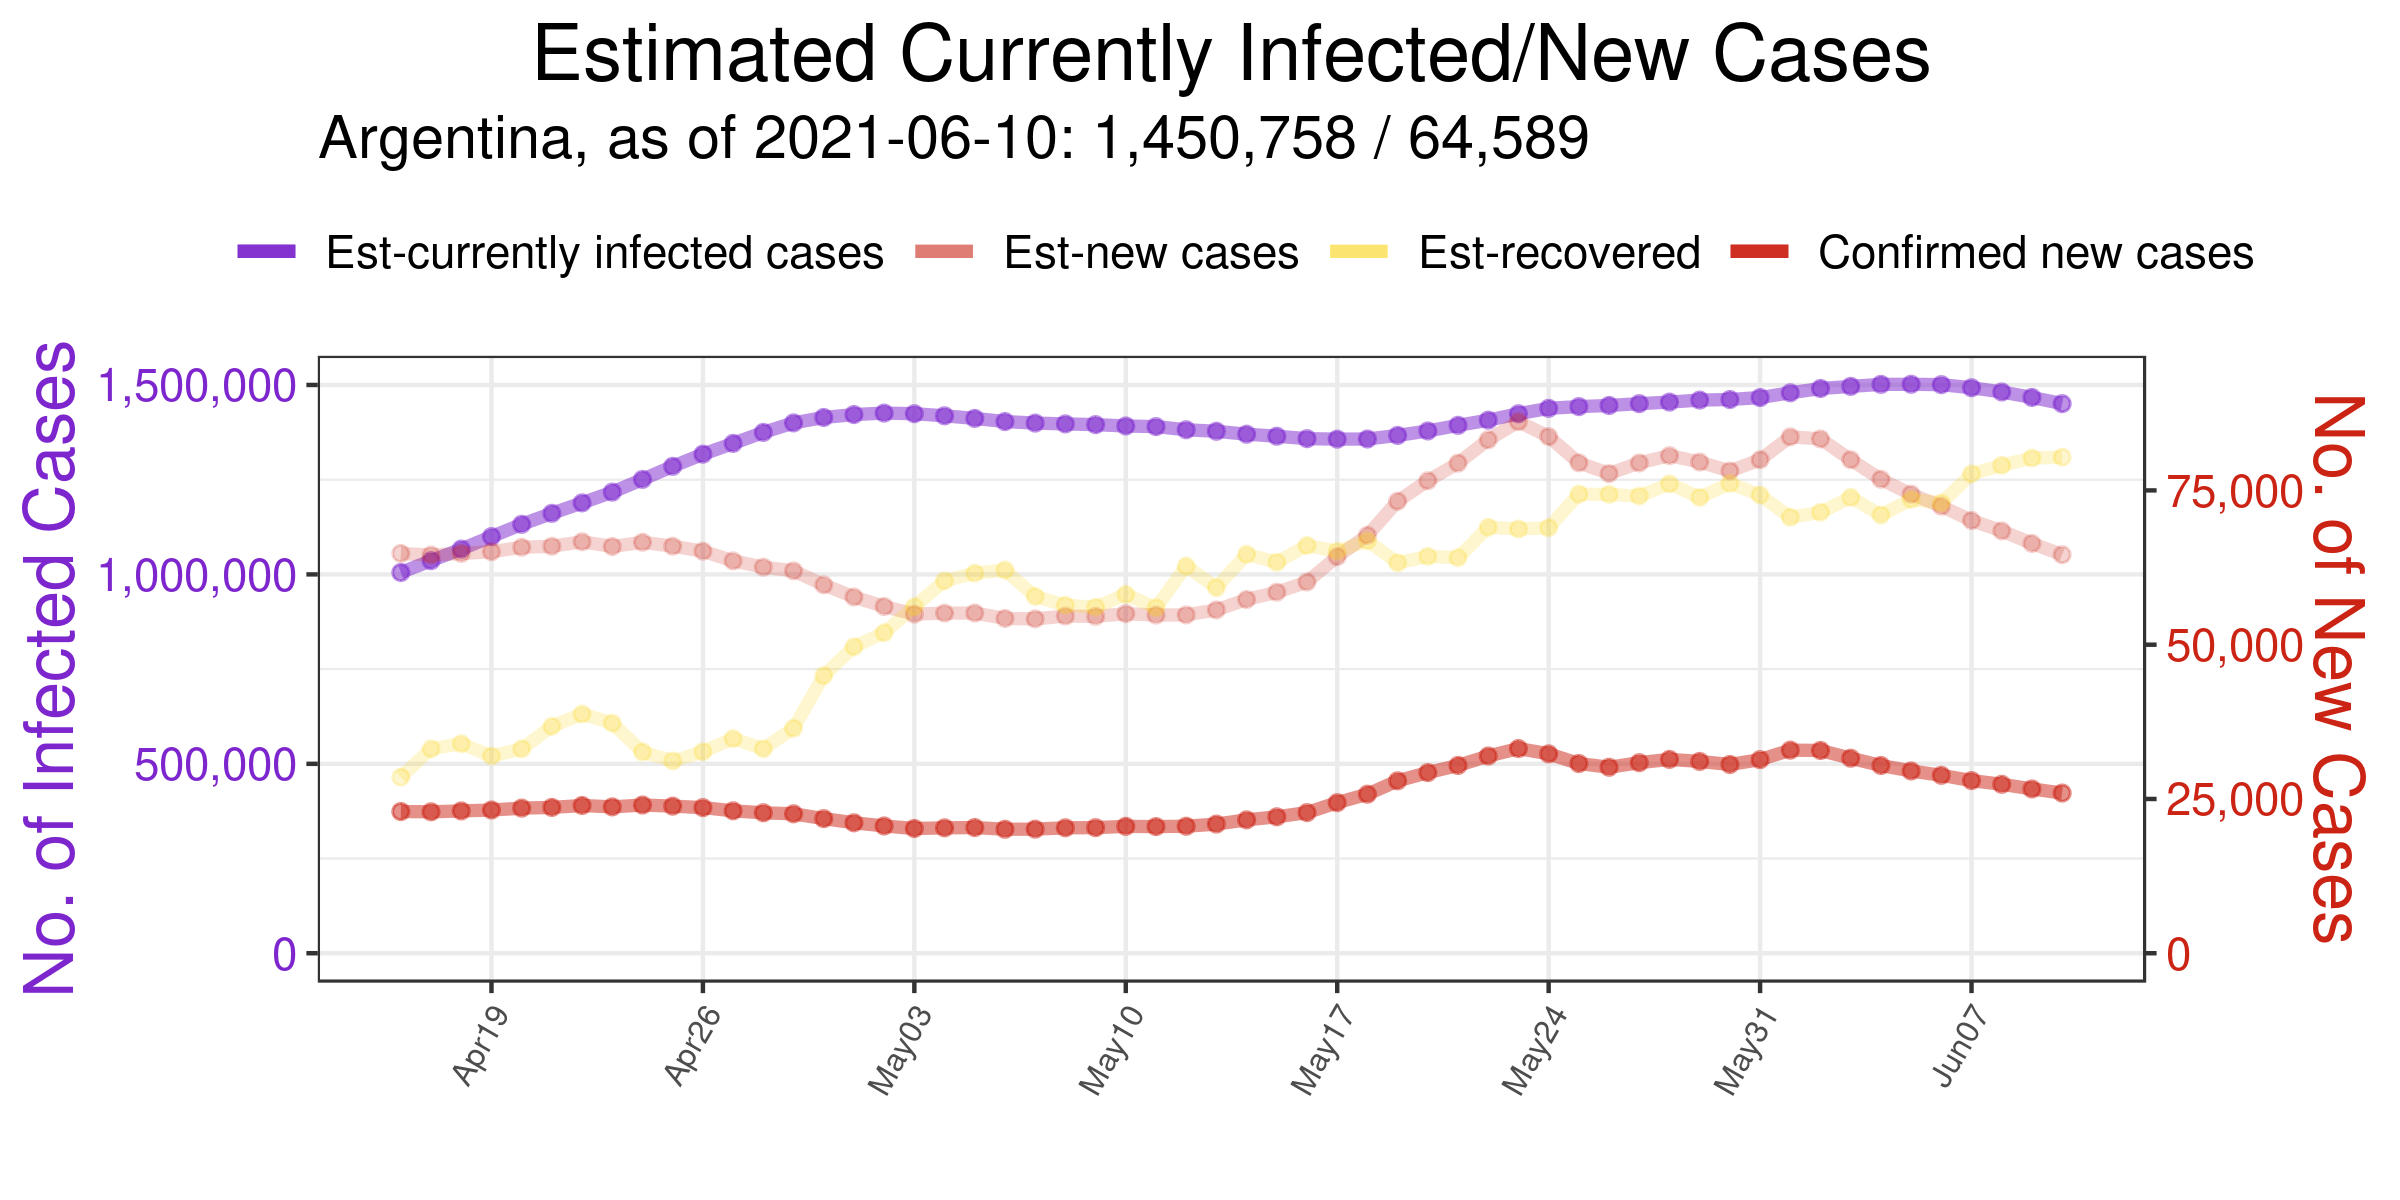 Estimated Currently Infected/New Cases
Argentina, as of 2021-06-10: 1,450,758 / 64,589
Est-currently infected cases Est-new cases Est-recovered Confirmed new cases
No. of Infected Cases
1,500,000
1,000,000
500,000
0
75,000
50,000
25,000
0
No. of New Cases
Apr19 Apr26 May03 May10 May17 May24 May31 Jun07